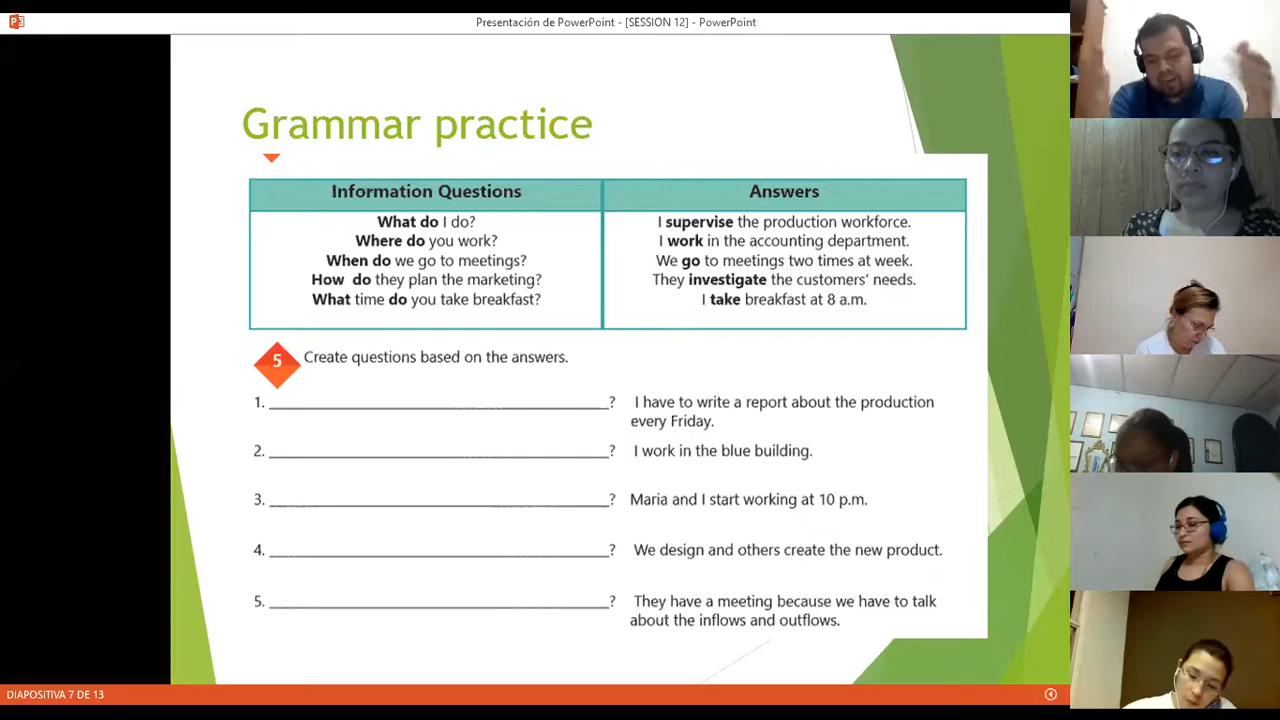 Presentación de PowerPoint - [SESSION 12] - PowerPoint
Grammar practice
Information Questions
Answers
What do I do?
I supervise the production workforce.
Where do you work?
I work in the accounting department.
When do we go to meetings?
We go to meetings two times at week.
How do they plan the marketing?
They investigate the customers' needs.
What time do you take breakfast?
I take breakfast at 8 a.m.
5 Create questions based on the answers.
1. ? I have to write a report about the production
every Friday.
2. ? I work in the blue building.
3. ? Maria and I start working at 10 p.m.
4. ? We design and others create the new product.
5. ? They have a meeting because we have to talk
about the inflows and outflows.
DIAPOSITIVA 7 DE 13